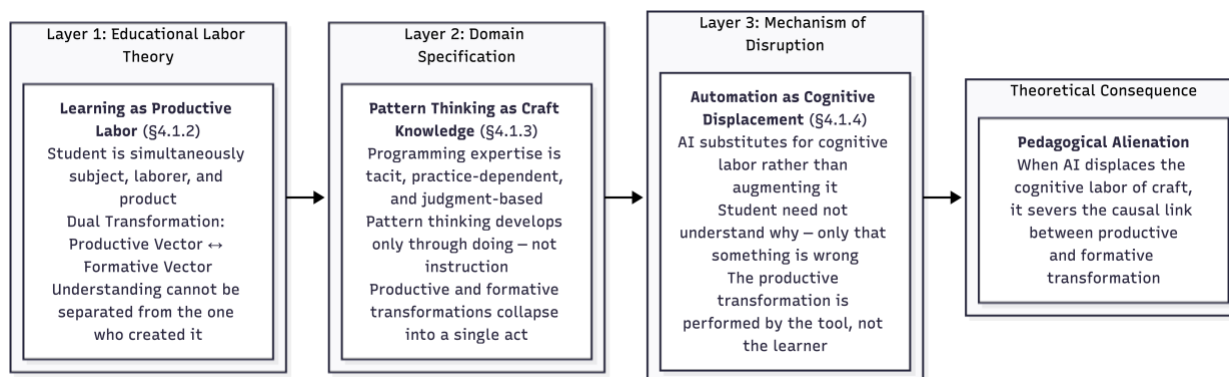 Layer 1: Educational Labor
Theory
Learning as Productive
Labor (§4.1.2)
Student is simultaneously
subject, laborer, and
product
Dual Transformation:
Productive Vector ↔
Formative Vector
Understanding cannot be
separated from the one
who created it
Layer 2: Domain
Specification
Pattern Thinking as Craft
Knowledge (§4.1.3)
Programming expertise is
tacit, practice-dependent,
and judgment-based
Pattern thinking develops
only through doing – not
instruction
Productive and formative
transformations collapse
into a single act
Layer 3: Mechanism of
Disruption
Automation as Cognitive
Displacement (§4.1.4)
AI substitutes for cognitive
labor rather than
augmenting it
Student need not
understand why – only that
something is wrong
The productive
transformation is
performed by the tool, not
the learner
Theoretical Consequence
Pedagogical Alienation
When AI displaces the
cognitive labor of craft,
it severs the causal link
between productive
and formative
transformation